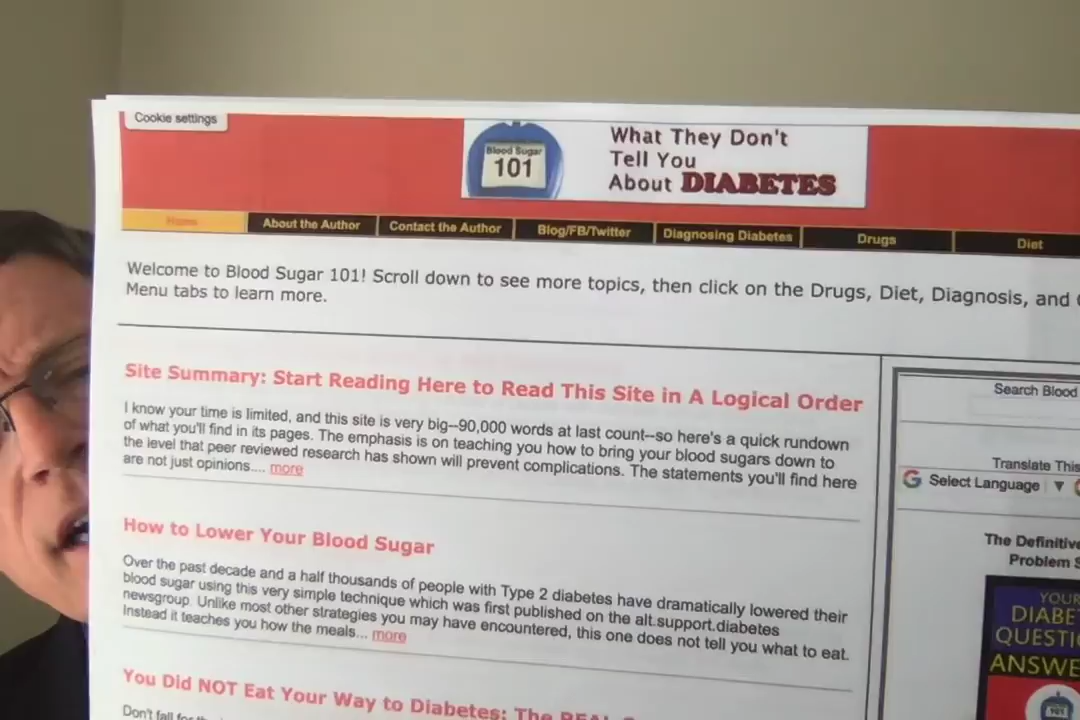 Cookie settings
Blood Sugar
101
What They Don't
Tell You
About DIABETES
Home
About the Author
Contact the Author
Blog/FB/Twitter
Diagnosing Diabetes
Drugs
Diet
Welcome to Blood Sugar 101! Scroll down to see more topics, then click on the Drugs, Diet, Diagnosis, and
Menu tabs to learn more.
Site Summary: Start Reading Here to Read This Site in A Logical Order
I know your time is limited, and this site is very big--90,000 words at last count--so here's a quick rundown
of what you'll find in its pages. The emphasis is on teaching you how to bring your blood sugars down to
the level that peer reviewed research has shown will prevent complications. The statements you'll find here
are not just opinions.... more
How to Lower Your Blood Sugar
Over the past decade and a half thousands of people with Type 2 diabetes have dramatically lowered their
blood sugar using this very simple technique which was first published on the alt.support.diabetes
newsgroup. Unlike most other strategies you may have encountered, this one does not tell you what to eat.
Instead it teaches you how the meals... more
You Did NOT Eat Your Way to Diabetes: The REAL
Don't fall for
Search Blood
Translate This
G Select Language ▼
The Definitive
Problem S
YOUR
DIABE
QUESTIO
ANSWE